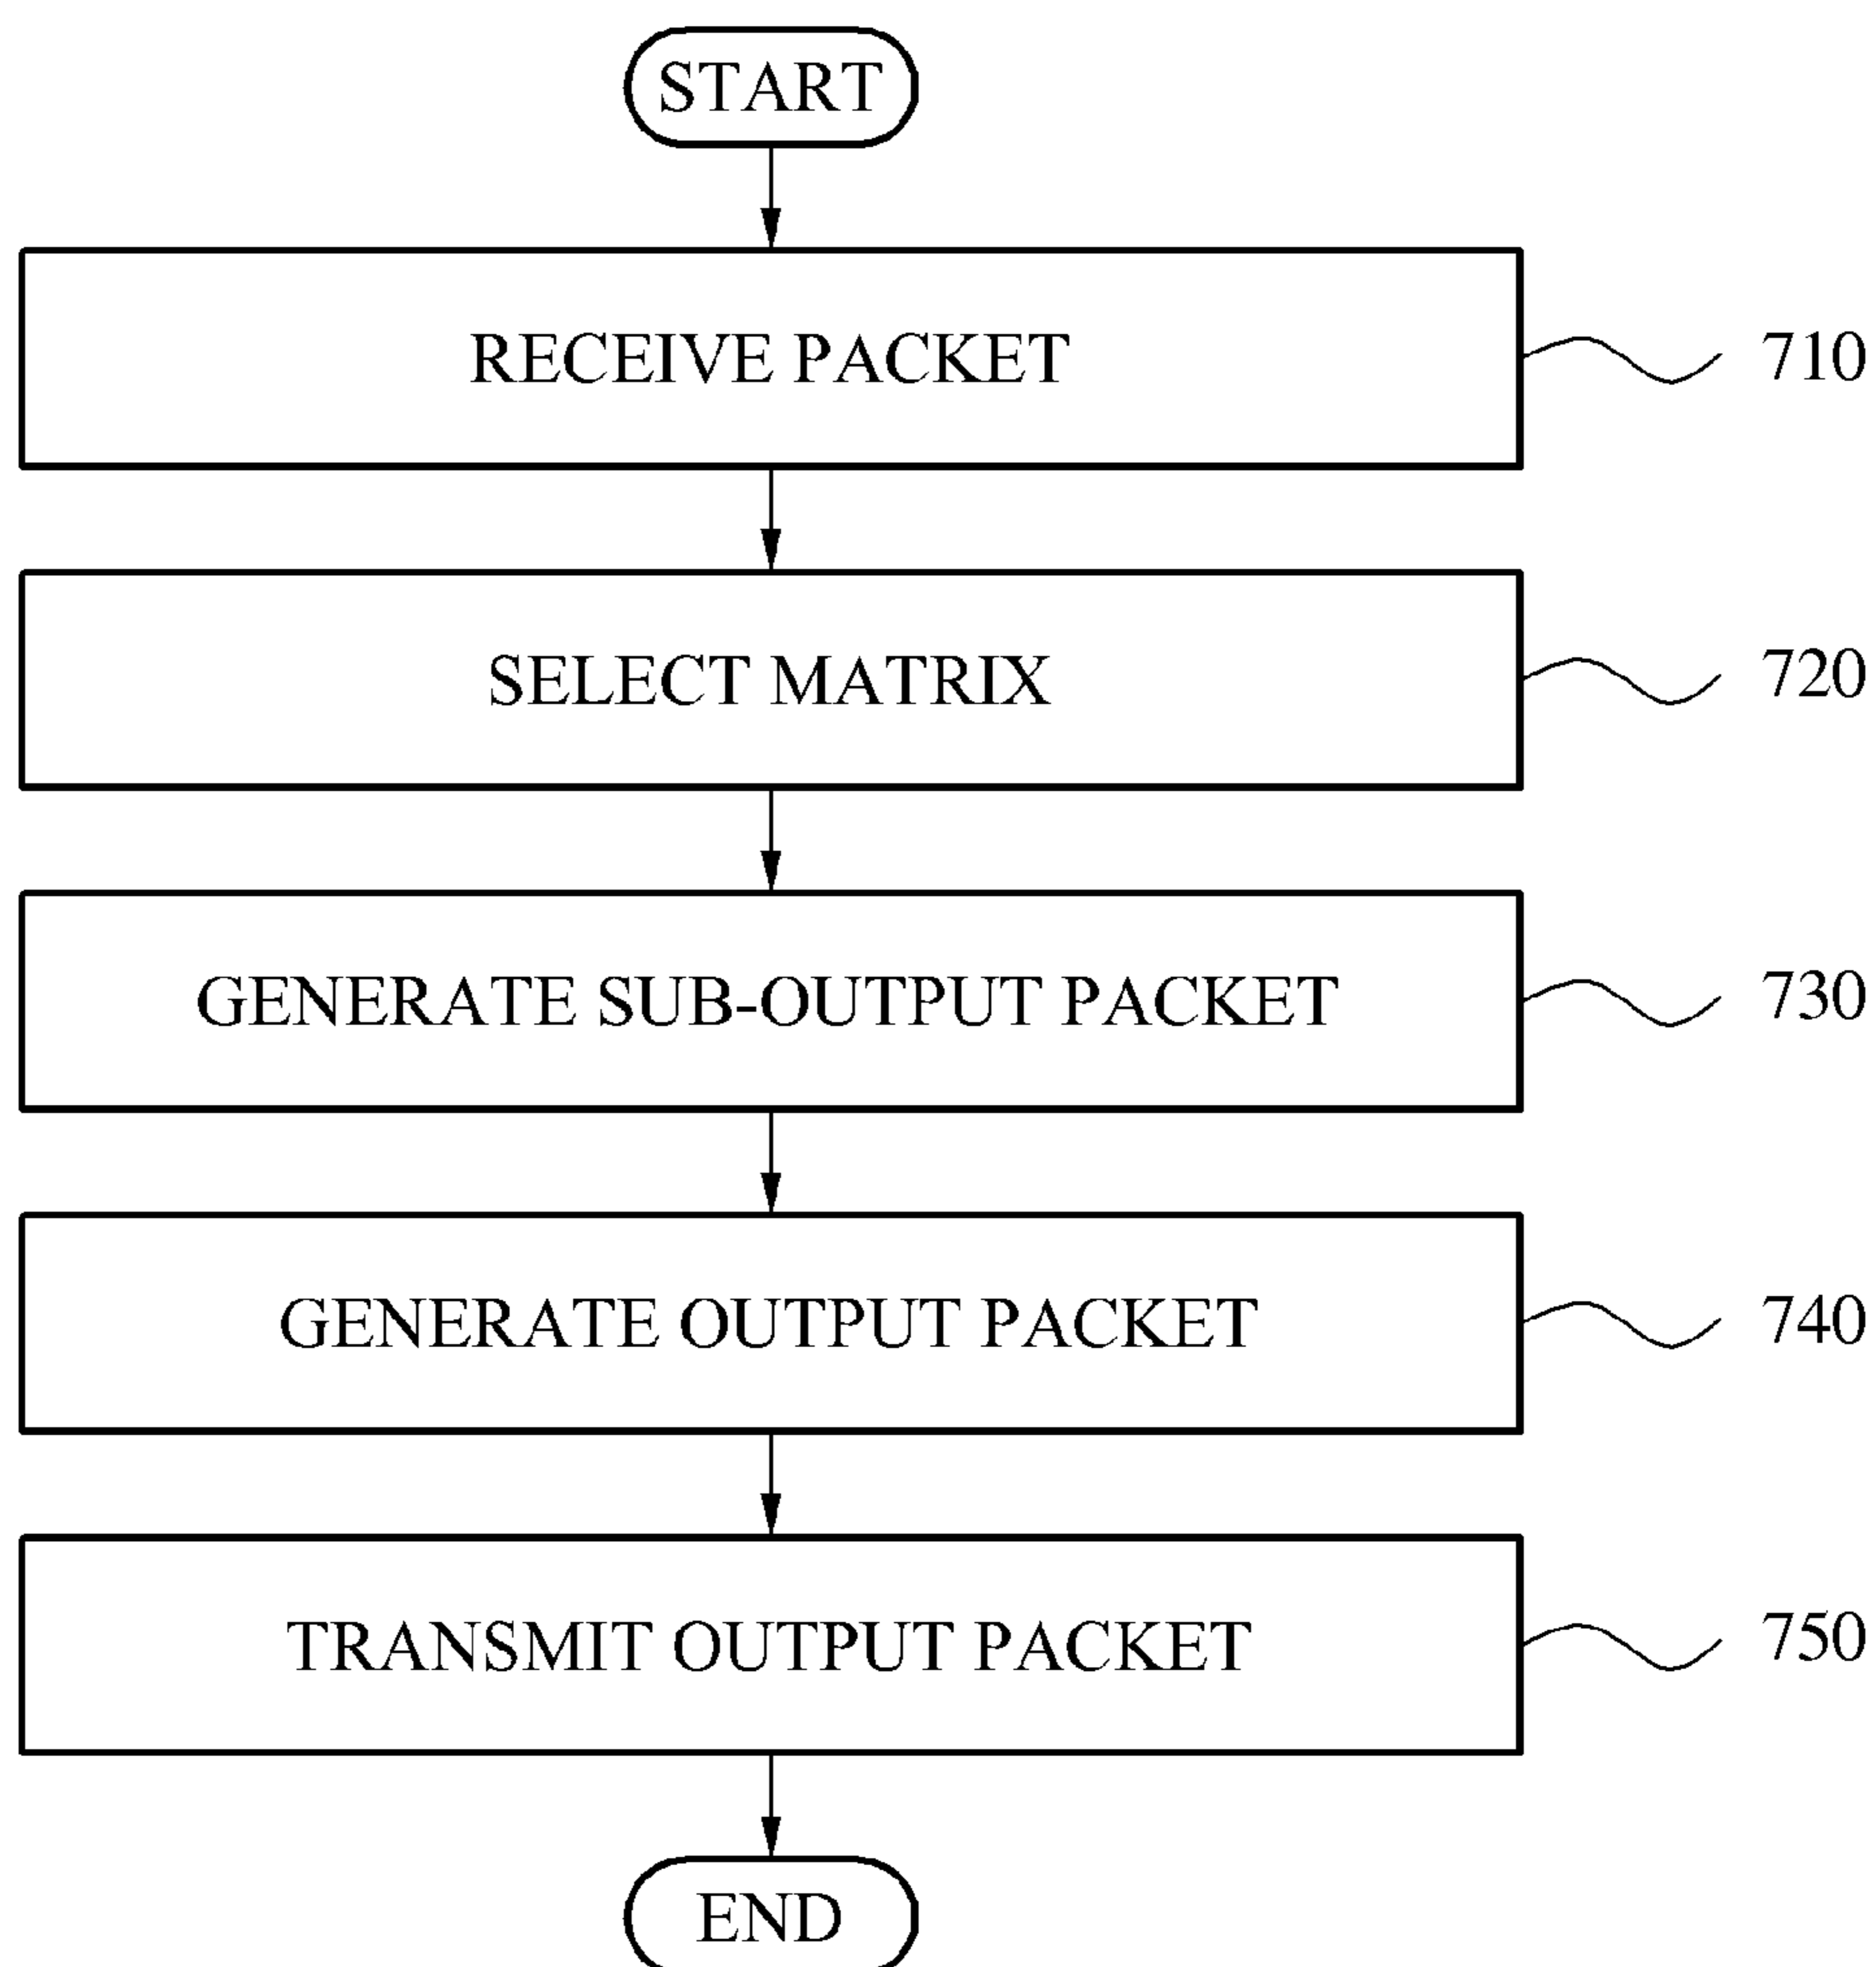 START
RECEIVE PACKET 710
SELECT MATRIX 720
GENERATE SUB-OUTPUT PACKET 730
GENERATE OUTPUT PACKET 740
TRANSMIT OUTPUT PACKET 750
END